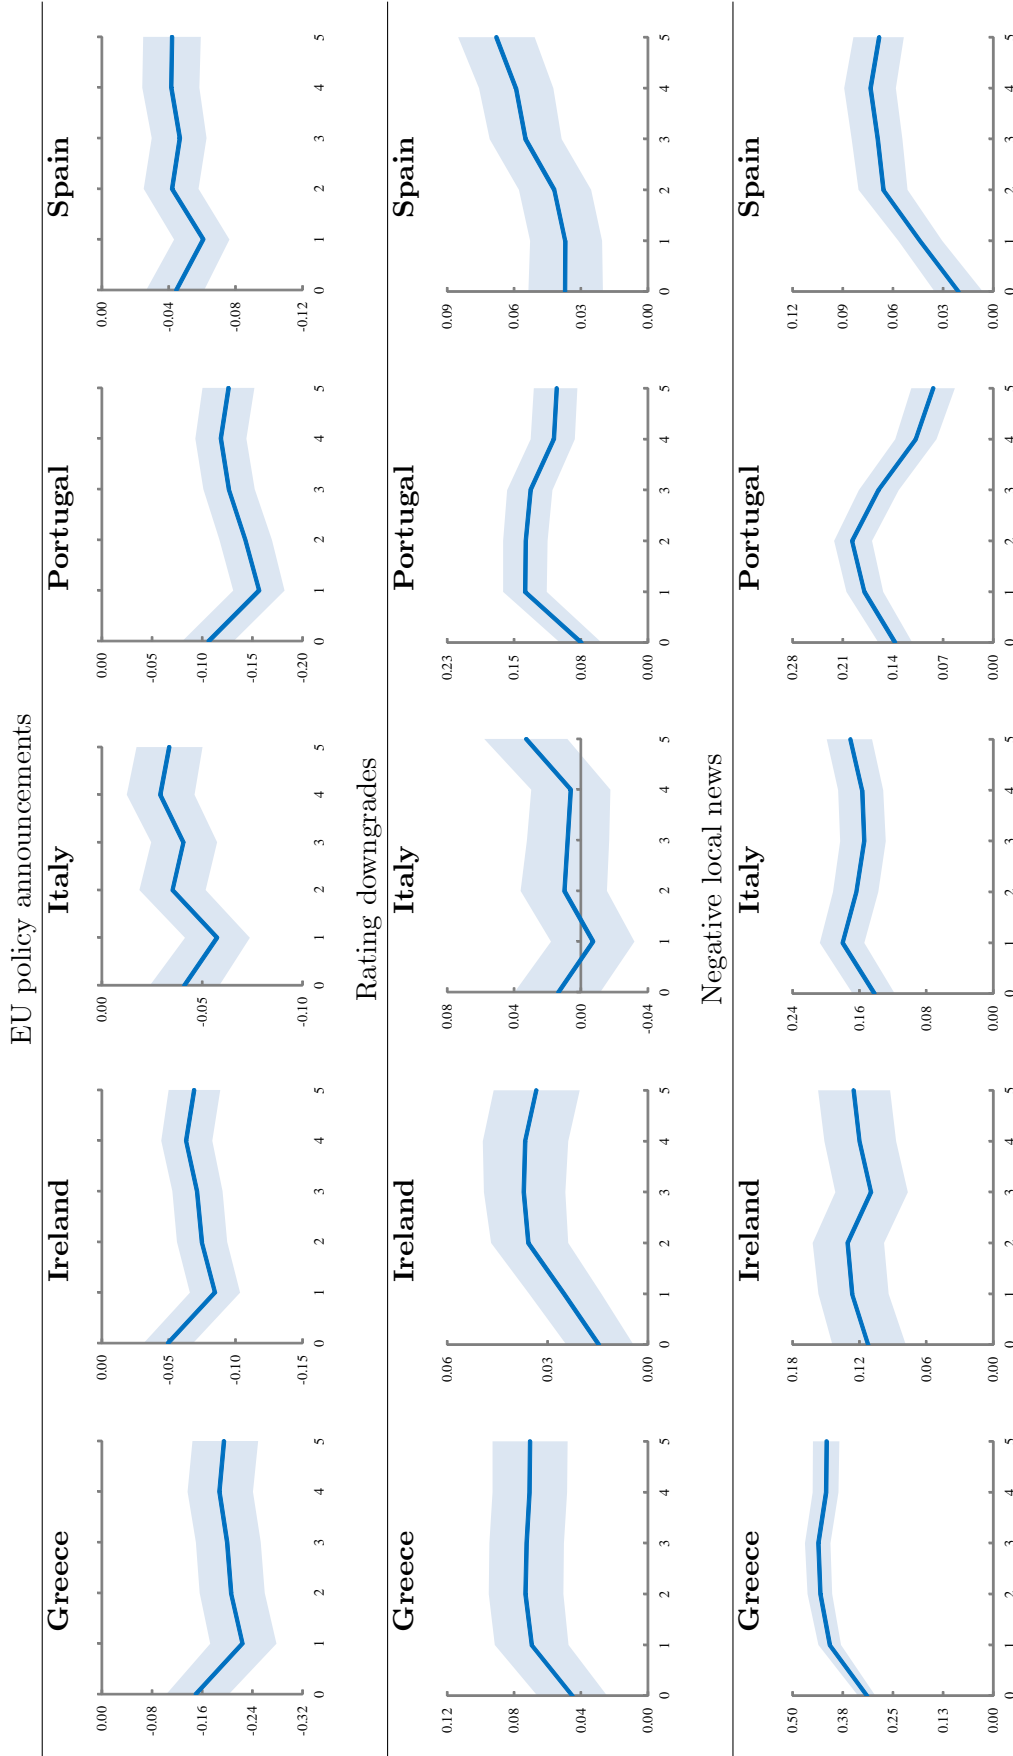 EU policy announcements
Greece
0.00
-0.08
-0.16
-0.24
-0.32
0 1 2 3 4 5
Ireland
0.00
-0.05
-0.10
-0.15
0 1 2 3 4 5
Italy
0.00
-0.05
-0.10
0 1 2 3 4 5
Portugal
0.00
-0.05
-0.10
-0.15
-0.20
0 1 2 3 4 5
Spain
0.00
-0.04
-0.08
-0.12
0 1 2 3 4 5
Rating downgrades
Greece
0.12
0.08
0.04
0.00
0 1 2 3 4 5
Ireland
0.06
0.03
0.00
0 1 2 3 4 5
Italy
0.08
0.04
0.00
-0.04
0 1 2 3 4 5
Portugal
0.23
0.15
0.08
0.00
0 1 2 3 4 5
Spain
0.09
0.06
0.03
0.00
0 1 2 3 4 5
Negative local news
Greece
0.50
0.38
0.25
0.13
0.00
0 1 2 3 4 5
Ireland
0.18
0.12
0.06
0.00
0 1 2 3 4 5
Italy
0.24
0.16
0.08
0.00
0 1 2 3 4 5
Portugal
0.28
0.21
0.14
0.07
0.00
0 1 2 3 4 5
Spain
0.12
0.09
0.06
0.03
0.00
0 1 2 3 4 5